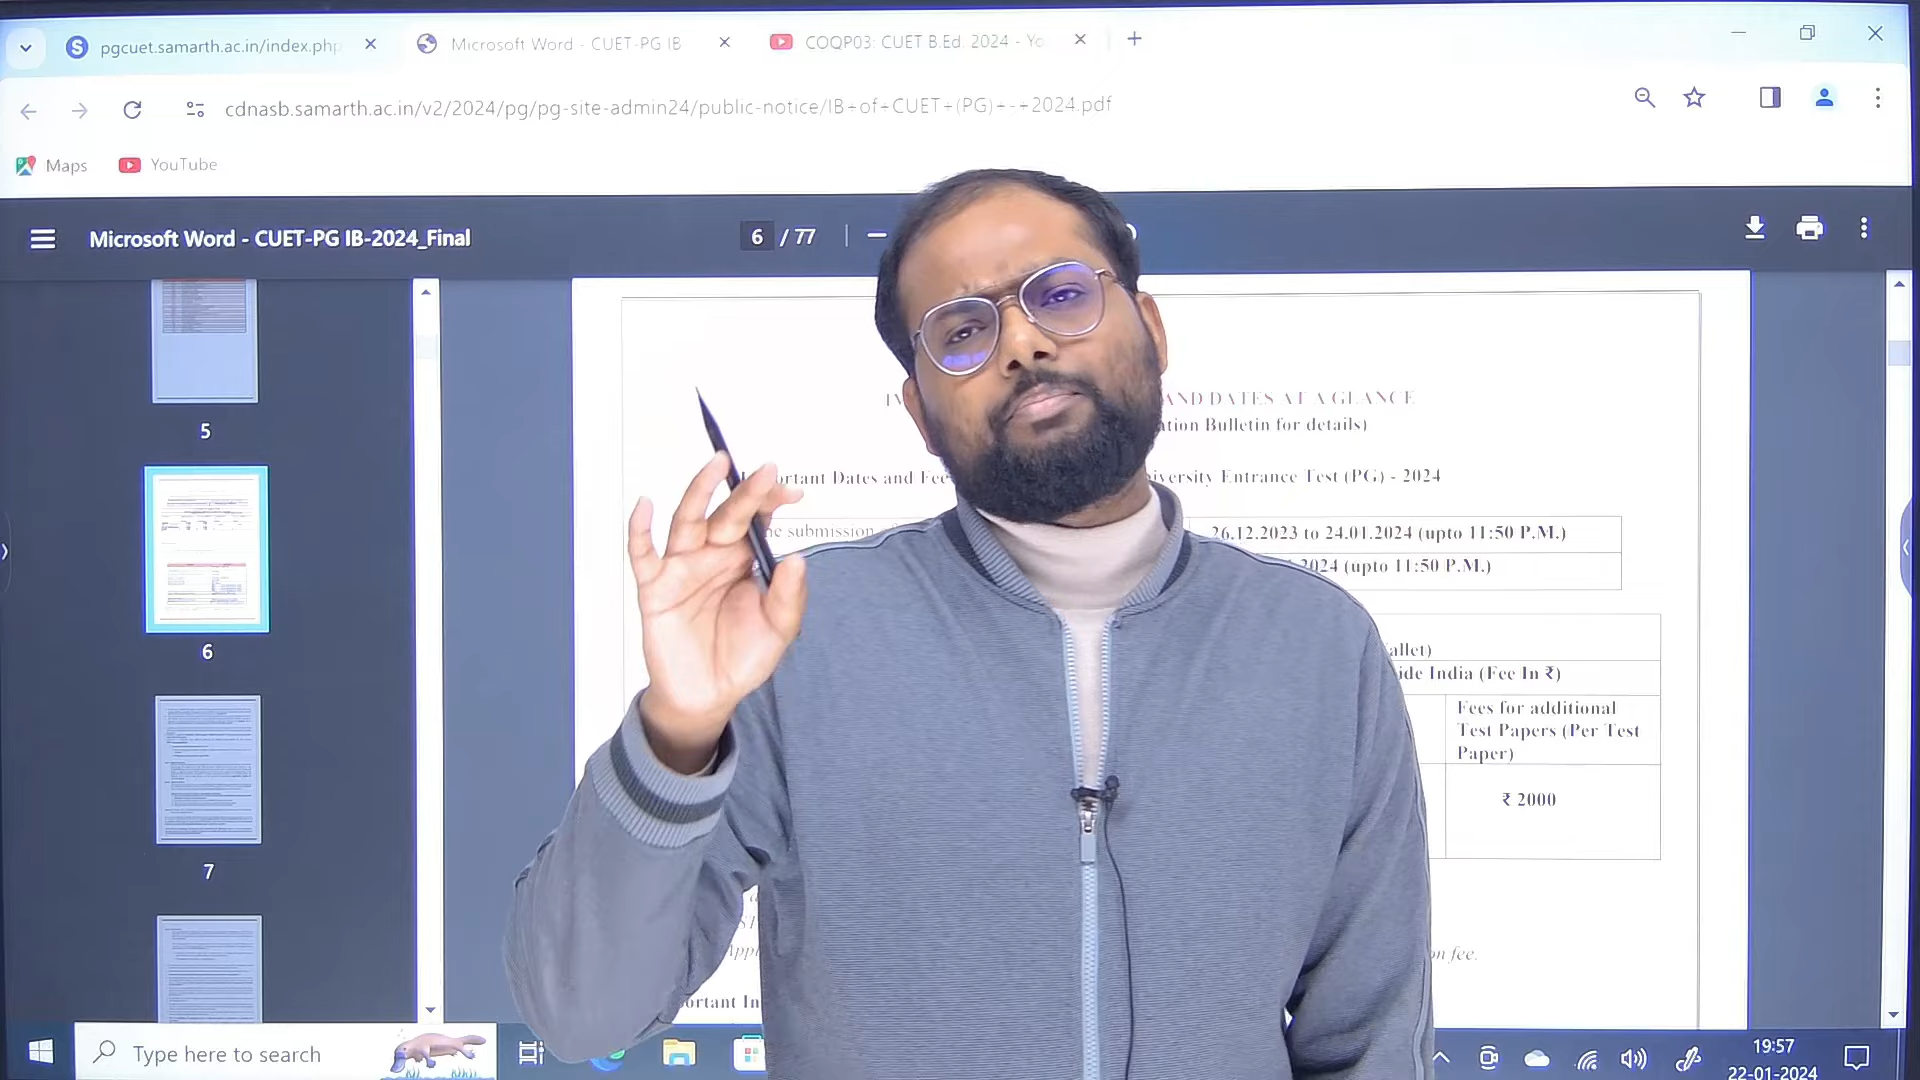 pgcuet.samarth.ac.in/index.php
Microsoft Word - CUET-PG IB
COQP03: CUET B.Ed. 2024 - Yo
cdnasb.samarth.ac.in/v2/2024/pg/pg-site-admin24/public-notice/IB+of+CUET+(PG)+-+2024.pdf
Maps
YouTube
Microsoft Word - CUET-PG IB-2024_Final
6 / 77
5
6
7
AND DATES AT A GLANCE
ation Bulletin for details)
ortant Dates and Fee
iversity Entrance Test (PG) - 2024
he submission
26.12.2023 to 24.01.2024 (upto 11:50 P.M.)
2024 (upto 11:50 P.M.)
allet)
ide India (Fee In ₹)
Fees for additional
Test Papers (Per Test
Paper)
₹ 2000
Appl
on fee.
ortant In
Type here to search
19:57
22-01-2024